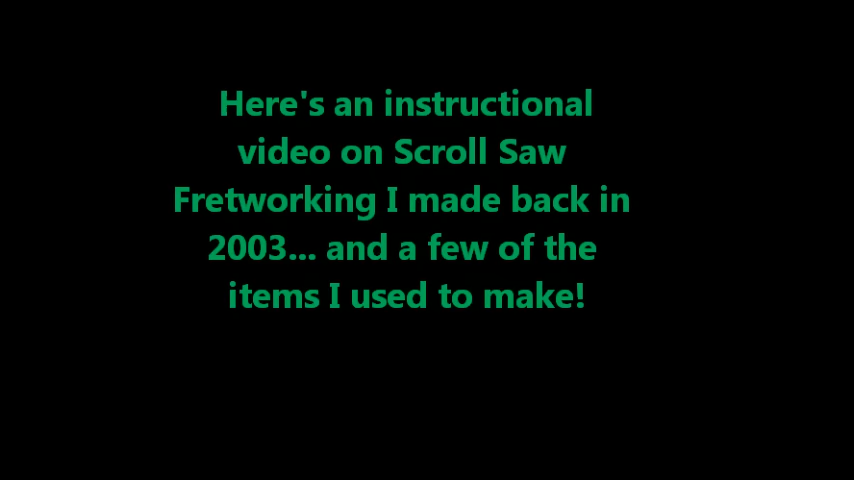 Here's an instructional
video on Scroll Saw
Fretworking I made back in
2003... and a few of the
items I used to make!